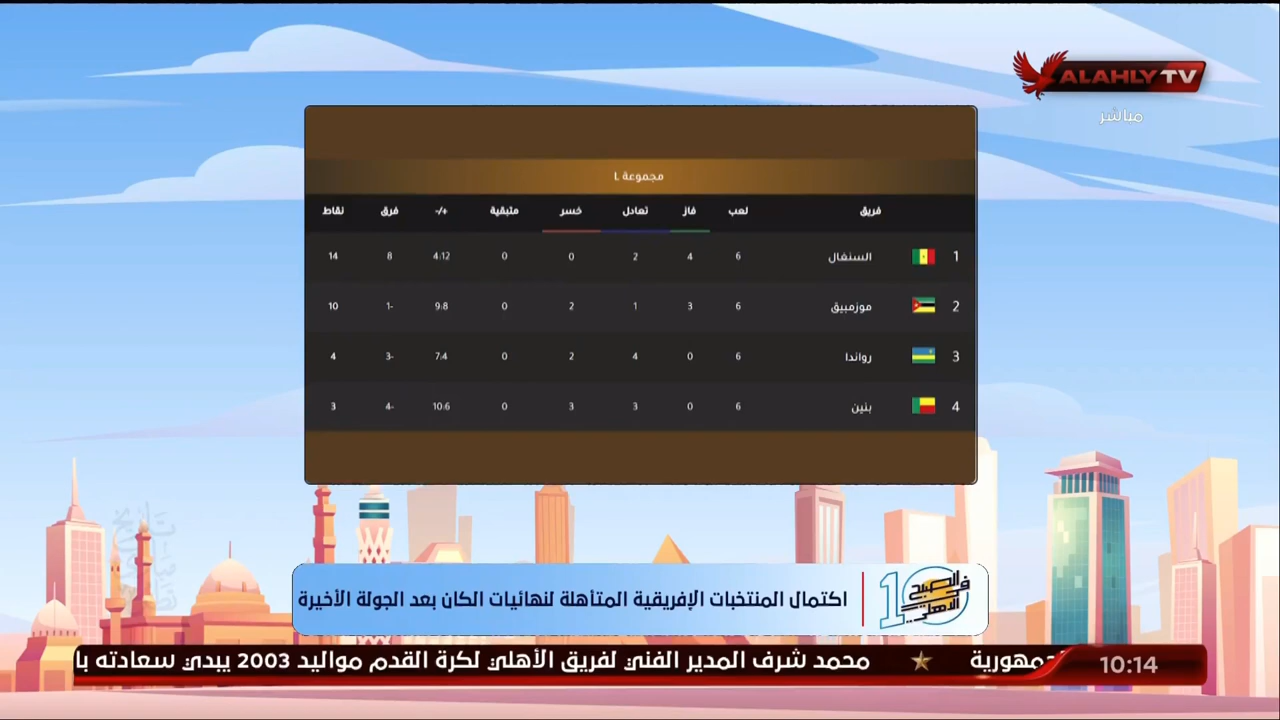 ALAHLY TV
مباشر
مجموعة L
فريق لعب فاز تعادل خسر متبقية +/- فرق نقاط
1 السنغال 6 4 2 0 0 4:12 8 14
2 موزمبيق 6 3 1 2 0 9:8 -1 10
3 رواندا 6 0 4 2 0 7:4 -3 4
4 بنين 6 0 3 3 0 10:6 -4 3
10 الصبح في الاهلي
اكتمال المنتخبات الإفريقية المتأهلة لنهائيات الكان بعد الجولة الأخيرة
10:14 محمد شرف المدير الفني لفريق الأهلي لكرة القدم مواليد 2003 يبدي سعادته